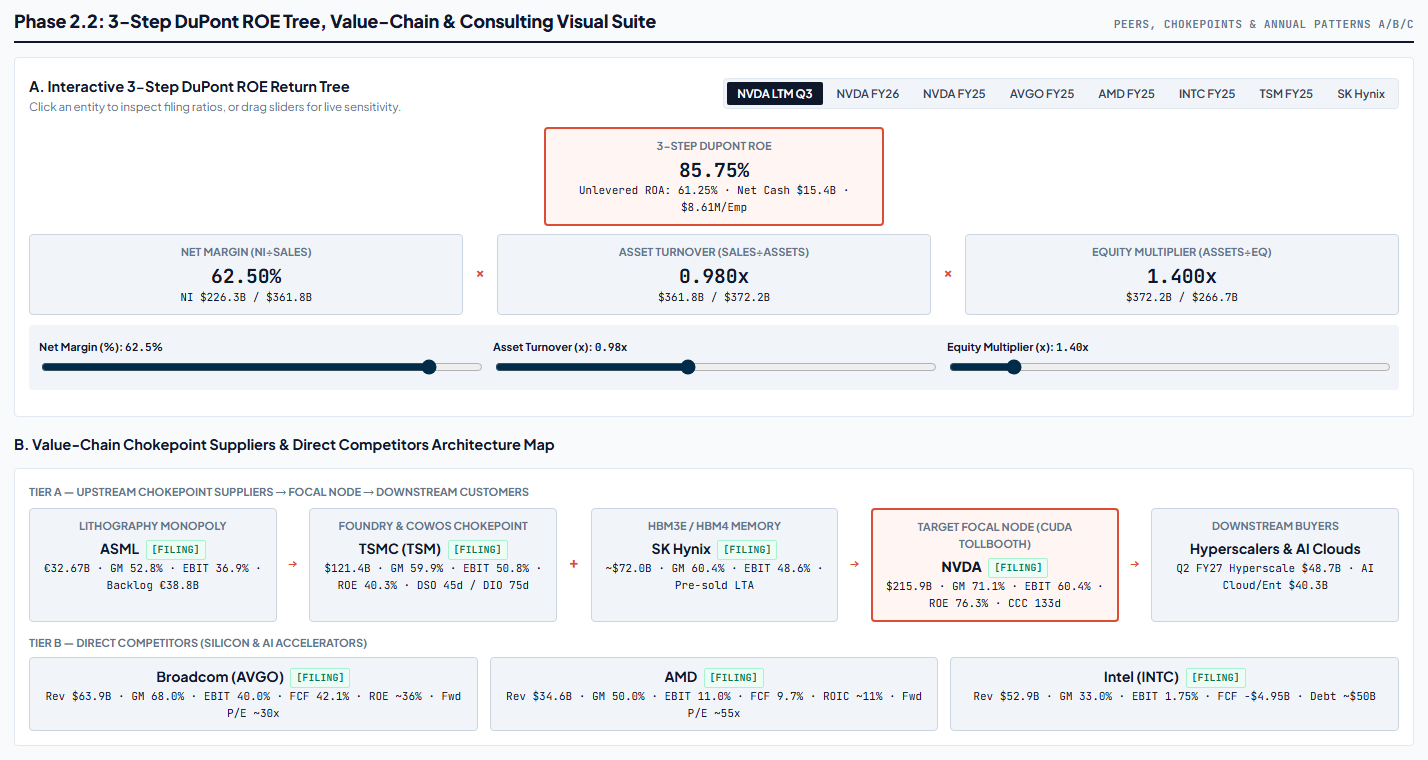 Phase 2.2: 3-Step DuPont ROE Tree, Value-Chain & Consulting Visual Suite
PEERS, CHOKEPOINTS & ANNUAL PATTERNS A/B/C
A. Interactive 3-Step DuPont ROE Return Tree
Click an entity to inspect filing ratios, or drag sliders for live sensitivity.
NVDA LTM Q3
NVDA FY26
NVDA FY25
AVGO FY25
AMD FY25
INTC FY25
TSM FY25
SK Hynix
3-STEP DUPONT ROE
85.75%
Unlevered ROA: 61.25% · Net Cash $15.4B ·
$8.61M/Emp
NET MARGIN (NI÷SALES)
62.50%
NI $226.3B / $361.8B
×
ASSET TURNOVER (SALES÷ASSETS)
0.980x
$361.8B / $372.2B
×
EQUITY MULTIPLIER (ASSETS÷EQ)
1.400x
$372.2B / $266.7B
Net Margin (%): 62.5%
Asset Turnover (x): 0.98x
Equity Multiplier (x): 1.40x
B. Value-Chain Chokepoint Suppliers & Direct Competitors Architecture Map
TIER A — UPSTREAM CHOKEPOINT SUPPLIERS → FOCAL NODE → DOWNSTREAM CUSTOMERS
LITHOGRAPHY MONOPOLY
ASML [FILING]
€32.67B · GM 52.8% · EBIT 36.9% ·
Backlog €38.8B
→
FOUNDRY & COWOS CHOKEPOINT
TSMC (TSM) [FILING]
$121.4B · GM 59.9% · EBIT 50.8% ·
ROE 40.3% · DSO 45d / DIO 75d
+
HBM3E / HBM4 MEMORY
SK Hynix [FILING]
~$72.0B · GM 60.4% · EBIT 48.6% ·
Pre-sold LTA
→
TARGET FOCAL NODE (CUDA
TOLLBOOTH)
NVDA [FILING]
$215.9B · GM 71.1% · EBIT 60.4% ·
ROE 76.3% · CCC 133d
→
DOWNSTREAM BUYERS
Hyperscalers & AI Clouds
Q2 FY27 Hyperscale $48.7B · AI
Cloud/Ent $40.3B
TIER B — DIRECT COMPETITORS (SILICON & AI ACCELERATORS)
Broadcom (AVGO) [FILING]
Rev $63.9B · GM 68.0% · EBIT 40.0% · FCF 42.1% · ROE ~36% · Fwd
P/E ~30x
AMD [FILING]
Rev $34.6B · GM 50.0% · EBIT 11.0% · FCF 9.7% · ROIC ~11% · Fwd
P/E ~55x
Intel (INTC) [FILING]
Rev $52.9B · GM 33.0% · EBIT 1.75% · FCF -$4.95B · Debt ~$50B